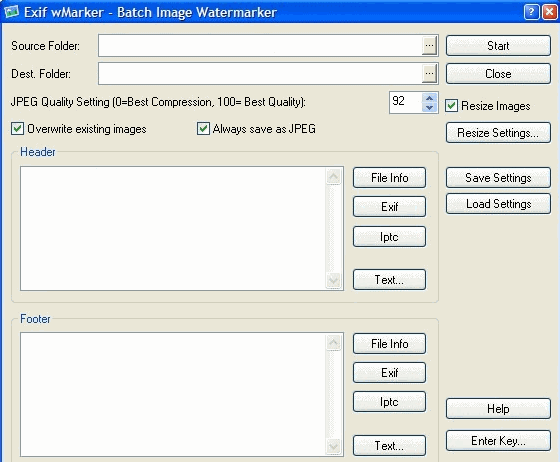 Exif wMarker - Batch Image Watermarker
Source Folder:
...
Start
Dest. Folder:
...
Close
JPEG Quality Setting (0=Best Compression, 100= Best Quality):
92
Resize Images
Overwrite existing images
Always save as JPEG
Resize Settings...
Header
File Info
Save Settings
Exif
Load Settings
Iptc
Text...
Footer
File Info
Exif
Iptc
Help
Text...
Enter Key...